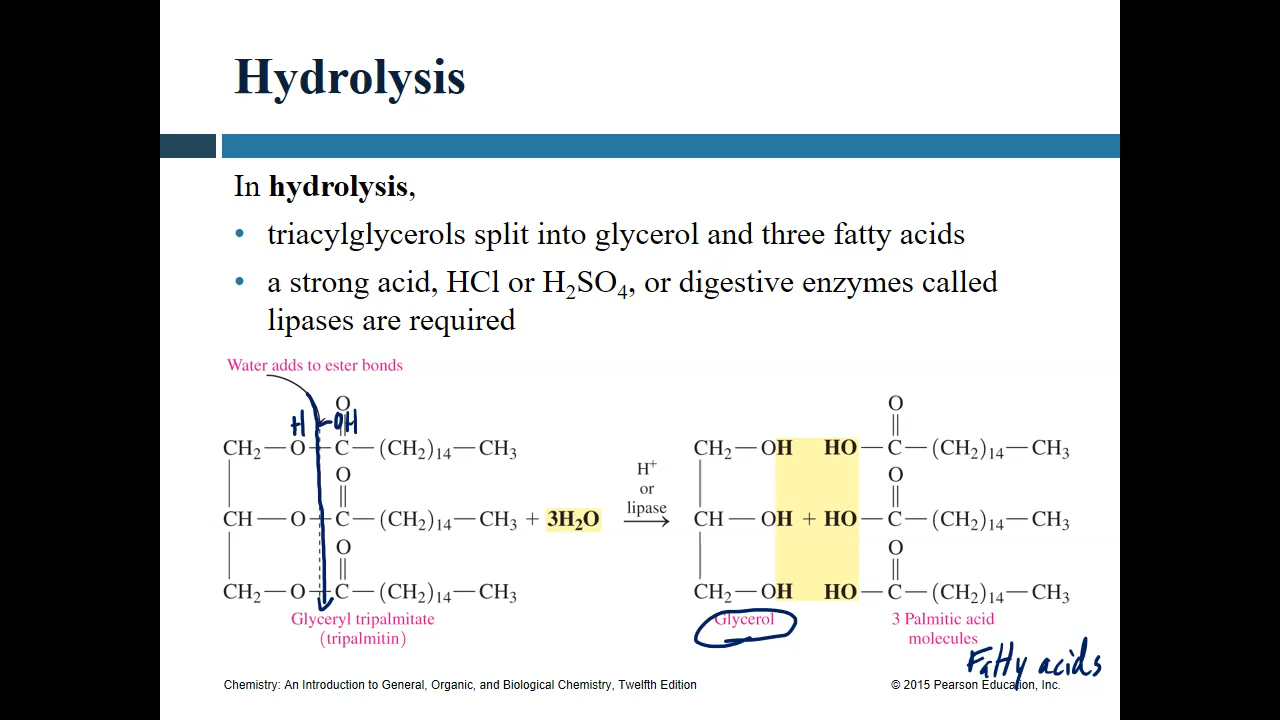 Hydrolysis
In hydrolysis,
• triacylglycerols split into glycerol and three fatty acids
• a strong acid, HCl or H₂SO₄, or digestive enzymes called
lipases are required
Water adds to ester bonds
O O
H OH
CH₂—O—C—(CH₂)₁₄—CH₃ CH₂—OH HO—C—(CH₂)₁₄—CH₃
H⁺
O or O
CH—O—C—(CH₂)₁₄—CH₃ + 3H₂O lipase → CH—OH + HO—C—(CH₂)₁₄—CH₃
O O
CH₂—O—C—(CH₂)₁₄—CH₃ CH₂—OH HO—C—(CH₂)₁₄—CH₃
Glyceryl tripalmitate Glycerol 3 Palmitic acid
(tripalmitin) molecules
Fatty acids
Chemistry: An Introduction to General, Organic, and Biological Chemistry, Twelfth Edition © 2015 Pearson Education, Inc.